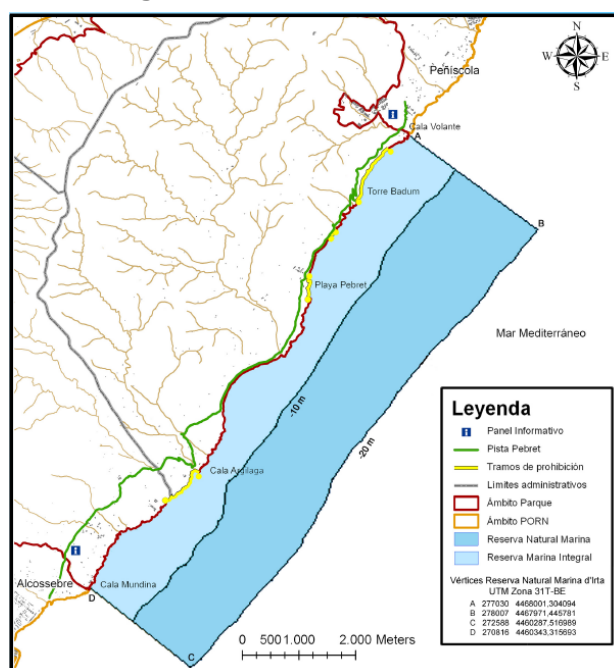 N
W E
S
Peñíscola
Cala Volante
A
Torre Badum
B
Playa Pebret
Mar Mediterráneo
-10 m
-20 m
Cala Argilaga
Alcossebre
Cala Mundina
D
C
0 500 1.000 2.000 Meters
Leyenda
Panel Informativo
Pista Pebret
Tramos de prohibición
Limites administrativos
Ámbito Parque
Ámbito PORN
Reserva Natural Marina
Reserva Marina Integral
Vértices Reserva Natural Marina d'Irta
UTM Zona 31T-BE
A 277030 4468001,304094
B 278007 4467971,445781
C 272588 4460287,516989
D 270816 4460343,315693